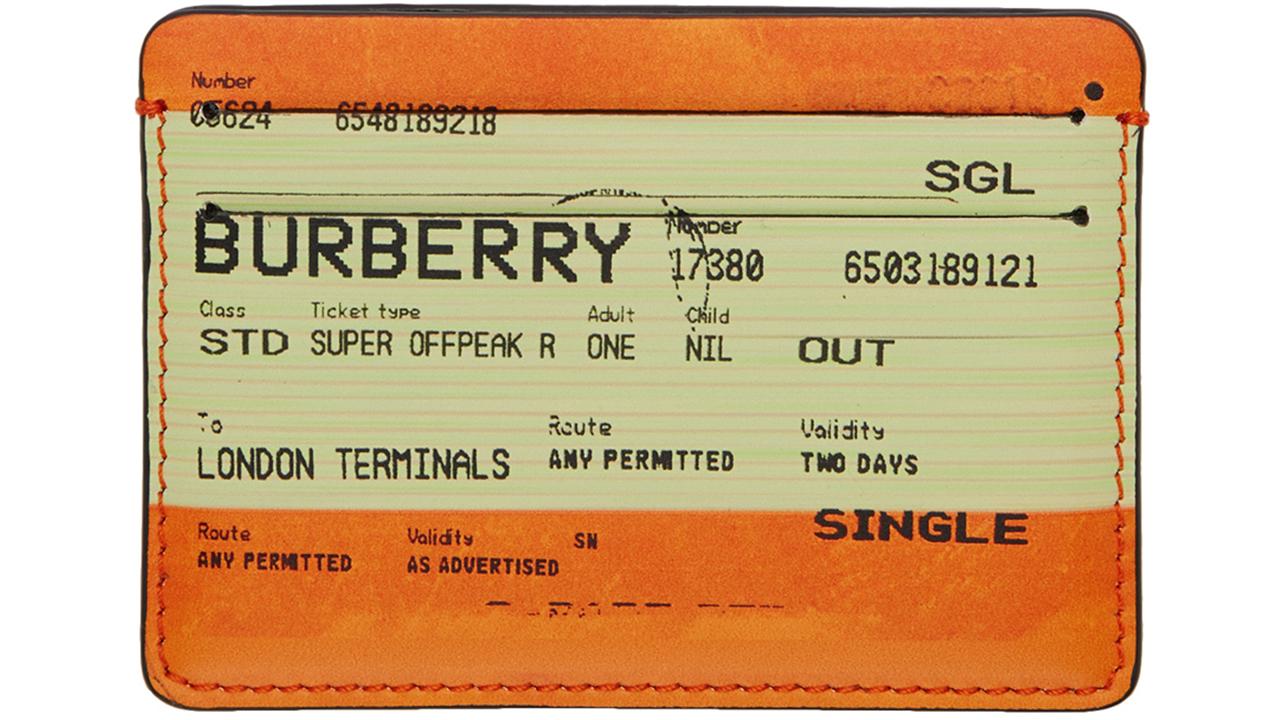 Number
05624 6548189218
SGL
BURBERRY
Number
17380 6503189121
Class Ticket type Adult Child
STD SUPER OFFPEAK R ONE NIL OUT
To Route Validity
LONDON TERMINALS ANY PERMITTED TWO DAYS
SINGLE
Route Validity SN
ANY PERMITTED AS ADVERTISED